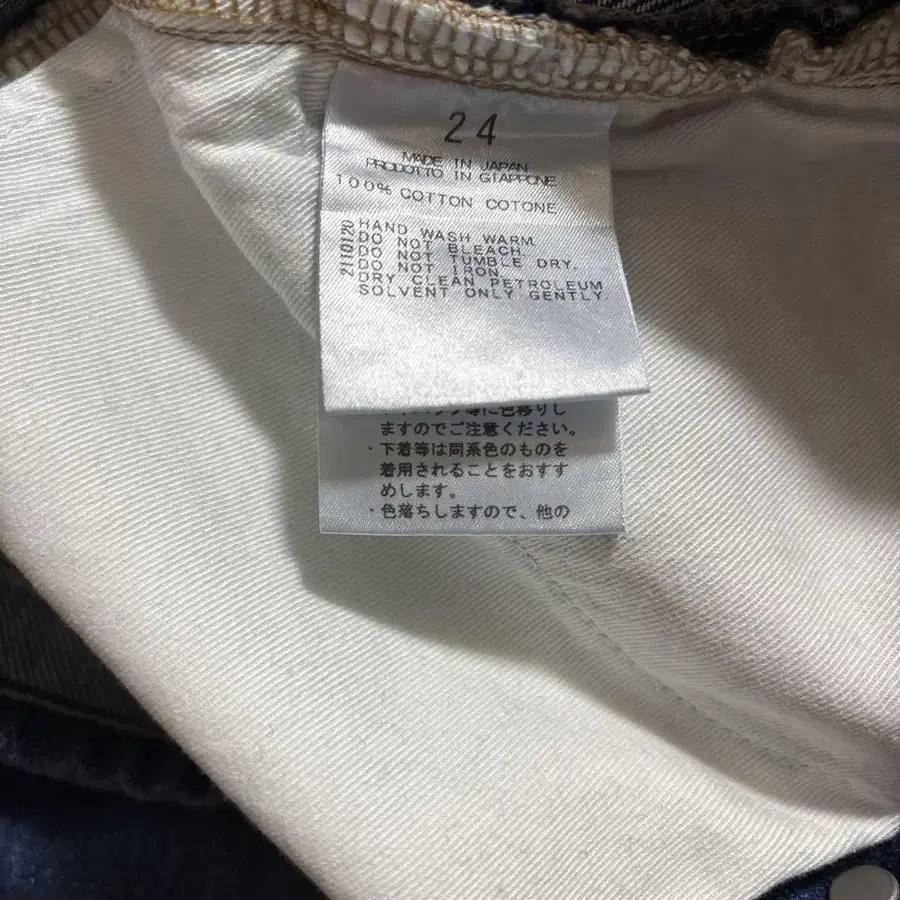 24
MADE IN JAPAN
PRODOTTO IN GIAPPONE
100% COTTON COTONE
2110120
HAND WASH WARM.
DO NOT BLEACH.
DO NOT TUMBLE DRY.
DO NOT IRON.
DRY CLEAN PETROLEUM
SOLVENT ONLY GENTLY.
等に色移りし
ますのでご注意ください。
・下着等は同系色のものを
着用されることをおすす
めします。
・色落ちしますので、他の